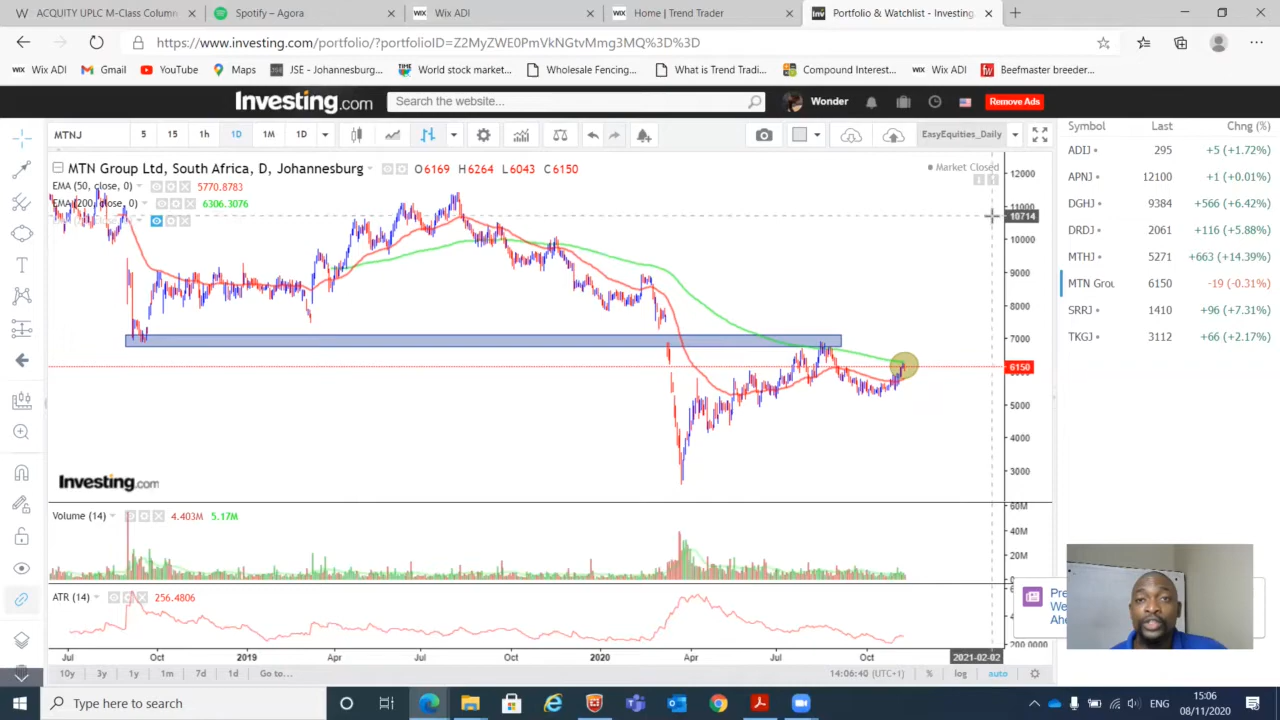 ACQUITY UPLC M-Class Column
Spotify – Agora
Wix ADI
Home | Trend Trader
Portfolio & Watchlist - Investing.
https://www.investing.com/portfolio/?portfolioID=Z2MyZWE0PmVkNGtvMmg3MQ%3D%3D
Wix ADI
Gmail
YouTube
Maps
JSE - Johannesburg...
World stock market...
Wholesale Fencing,...
What is Trend Tradi...
Compound Interest...
Wix ADI
Beefmaster breeder...
Investing.com
Search the website...
Wonder
Remove Ads
MTNJ
5
15
1h
1D
1M
1D
EasyEquities_Daily
Symbol Last Chng (%)
MTN Group Ltd, South Africa, D, Johannesburg
O6169 H6264 L6043 C6150
Market Closed
EMA (50, close, 0)
5770.8783
EMA (200, close, 0)
6306.3076
ADIJ 295 +5 (+1.72%)
APNJ 12100 +1 (+0.01%)
DGHJ 9384 +566 (+6.42%)
DRDJ 2061 +116 (+5.88%)
MTHJ 5271 +663 (+14.39%)
MTN Grou 6150 -19 (-0.31%)
SRRJ 1410 +96 (+7.31%)
TKGJ 3112 +66 (+2.17%)
12000
11000
10714
10000
9000
8000
7000
6150
5000
4000
3000
Investing.com
Volume (14)
4.403M 5.17M
60M
40M
20M
ATR (14)
256.4806
200.0000
Pre
We
Ahe
Jul
Oct
2019
Apr
Jul
Oct
2020
Apr
Jul
Oct
2021-02-02
10y
3y
1y
1m
7d
1d
Go to...
14:06:40 (UTC+1)
%
log
auto
Type here to search
15:06
08/11/2020